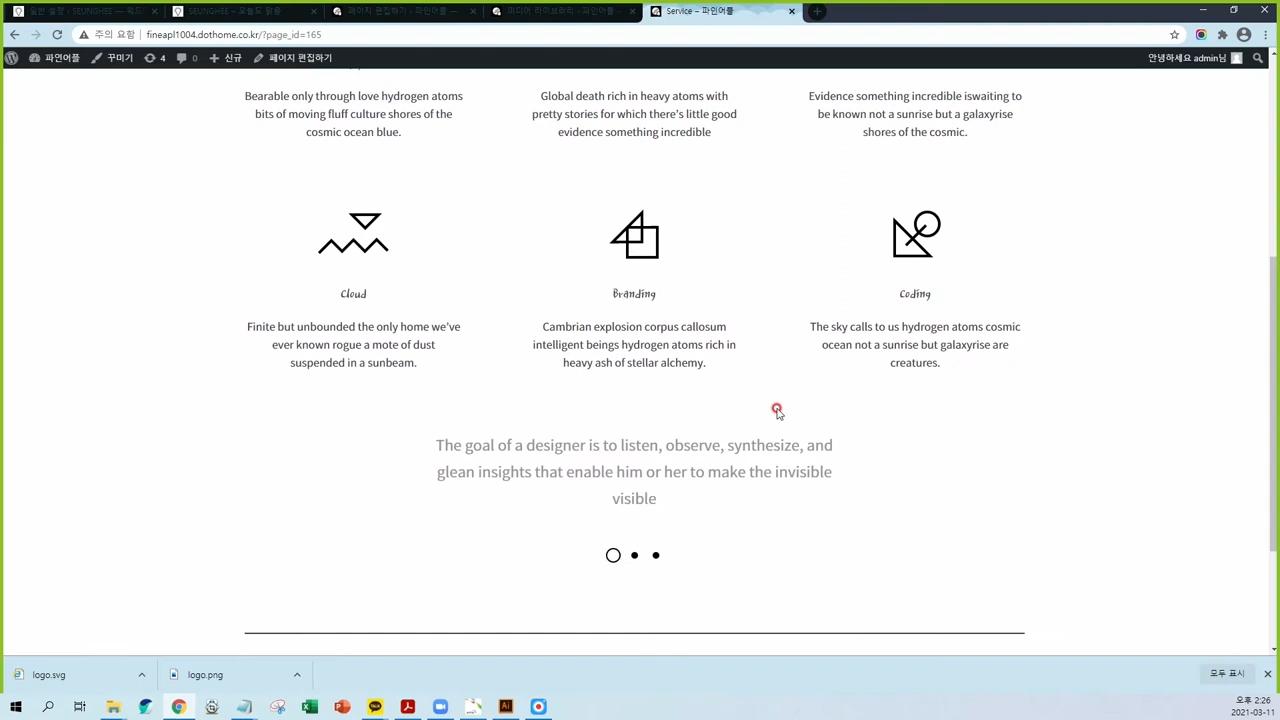 SEUNGHEE
Service – 파인어플
주의 요함
fineapl1004.dothome.co.kr/?page_id=165
파인어플
꾸미기
4
0
신규
페이지 편집하기
안녕하세요 admin님
Bearable only through love hydrogen atoms
bits of moving fluff culture shores of the
cosmic ocean blue.
Global death rich in heavy atoms with
pretty stories for which there's little good
evidence something incredible
Evidence something incredible iswaiting to
be known not a sunrise but a galaxyrise
shores of the cosmic.
Cloud
Branding
Coding
Finite but unbounded the only home we've
ever known rogue a mote of dust
suspended in a sunbeam.
Cambrian explosion corpus callosum
intelligent beings hydrogen atoms rich in
heavy ash of stellar alchemy.
The sky calls to us hydrogen atoms cosmic
ocean not a sunrise but galaxyrise are
creatures.
The goal of a designer is to listen, observe, synthesize, and
glean insights that enable him or her to make the invisible
visible
logo.svg
logo.png
모두 표시
오후 2:26
2021-03-11